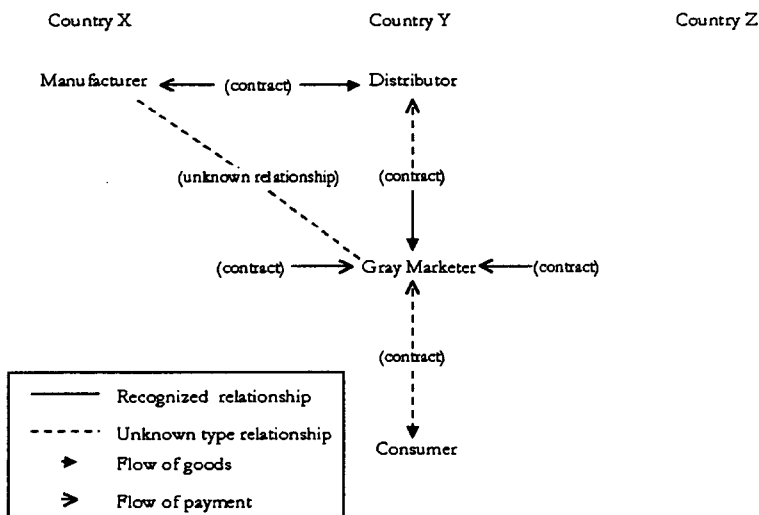 Country X Country Y Country Z
Manufacturer (contract) Distributor
(unknown relationship) (contract)
(contract) Gray Marketer (contract)
(contract)
Consumer
Recognized relationship
Unknown type relationship
Flow of goods
Flow of payment